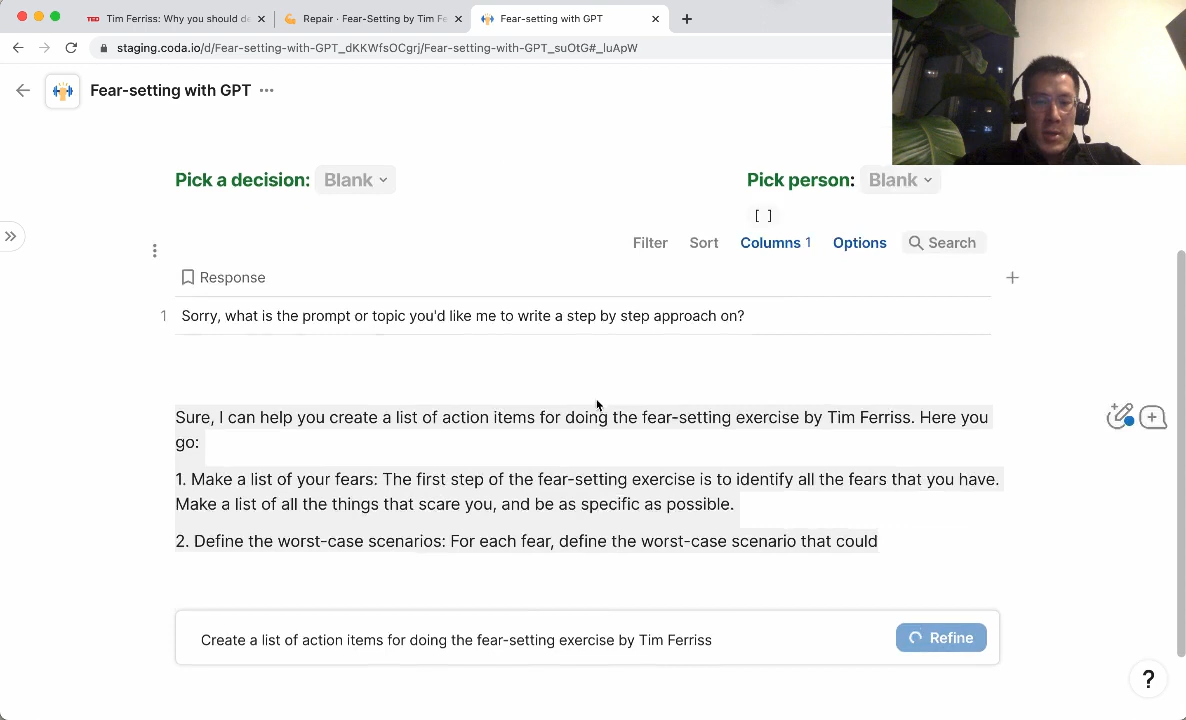 TED Tim Ferriss: Why you should de
Repair · Fear-Setting by Tim Fe
Fear-setting with GPT
staging.coda.io/d/Fear-setting-with-GPT_dKKWfsOCgrj/Fear-setting-with-GPT_suOtG#_luApW
Fear-setting with GPT
Pick a decision: Blank
Pick person: Blank
[ ]
Filter Sort Columns 1 Options Search
Response
1 Sorry, what is the prompt or topic you'd like me to write a step by step approach on?
Sure, I can help you create a list of action items for doing the fear-setting exercise by Tim Ferriss. Here you
go:
1. Make a list of your fears: The first step of the fear-setting exercise is to identify all the fears that you have.
Make a list of all the things that scare you, and be as specific as possible.
2. Define the worst-case scenarios: For each fear, define the worst-case scenario that could
Create a list of action items for doing the fear-setting exercise by Tim Ferriss
Refine
?